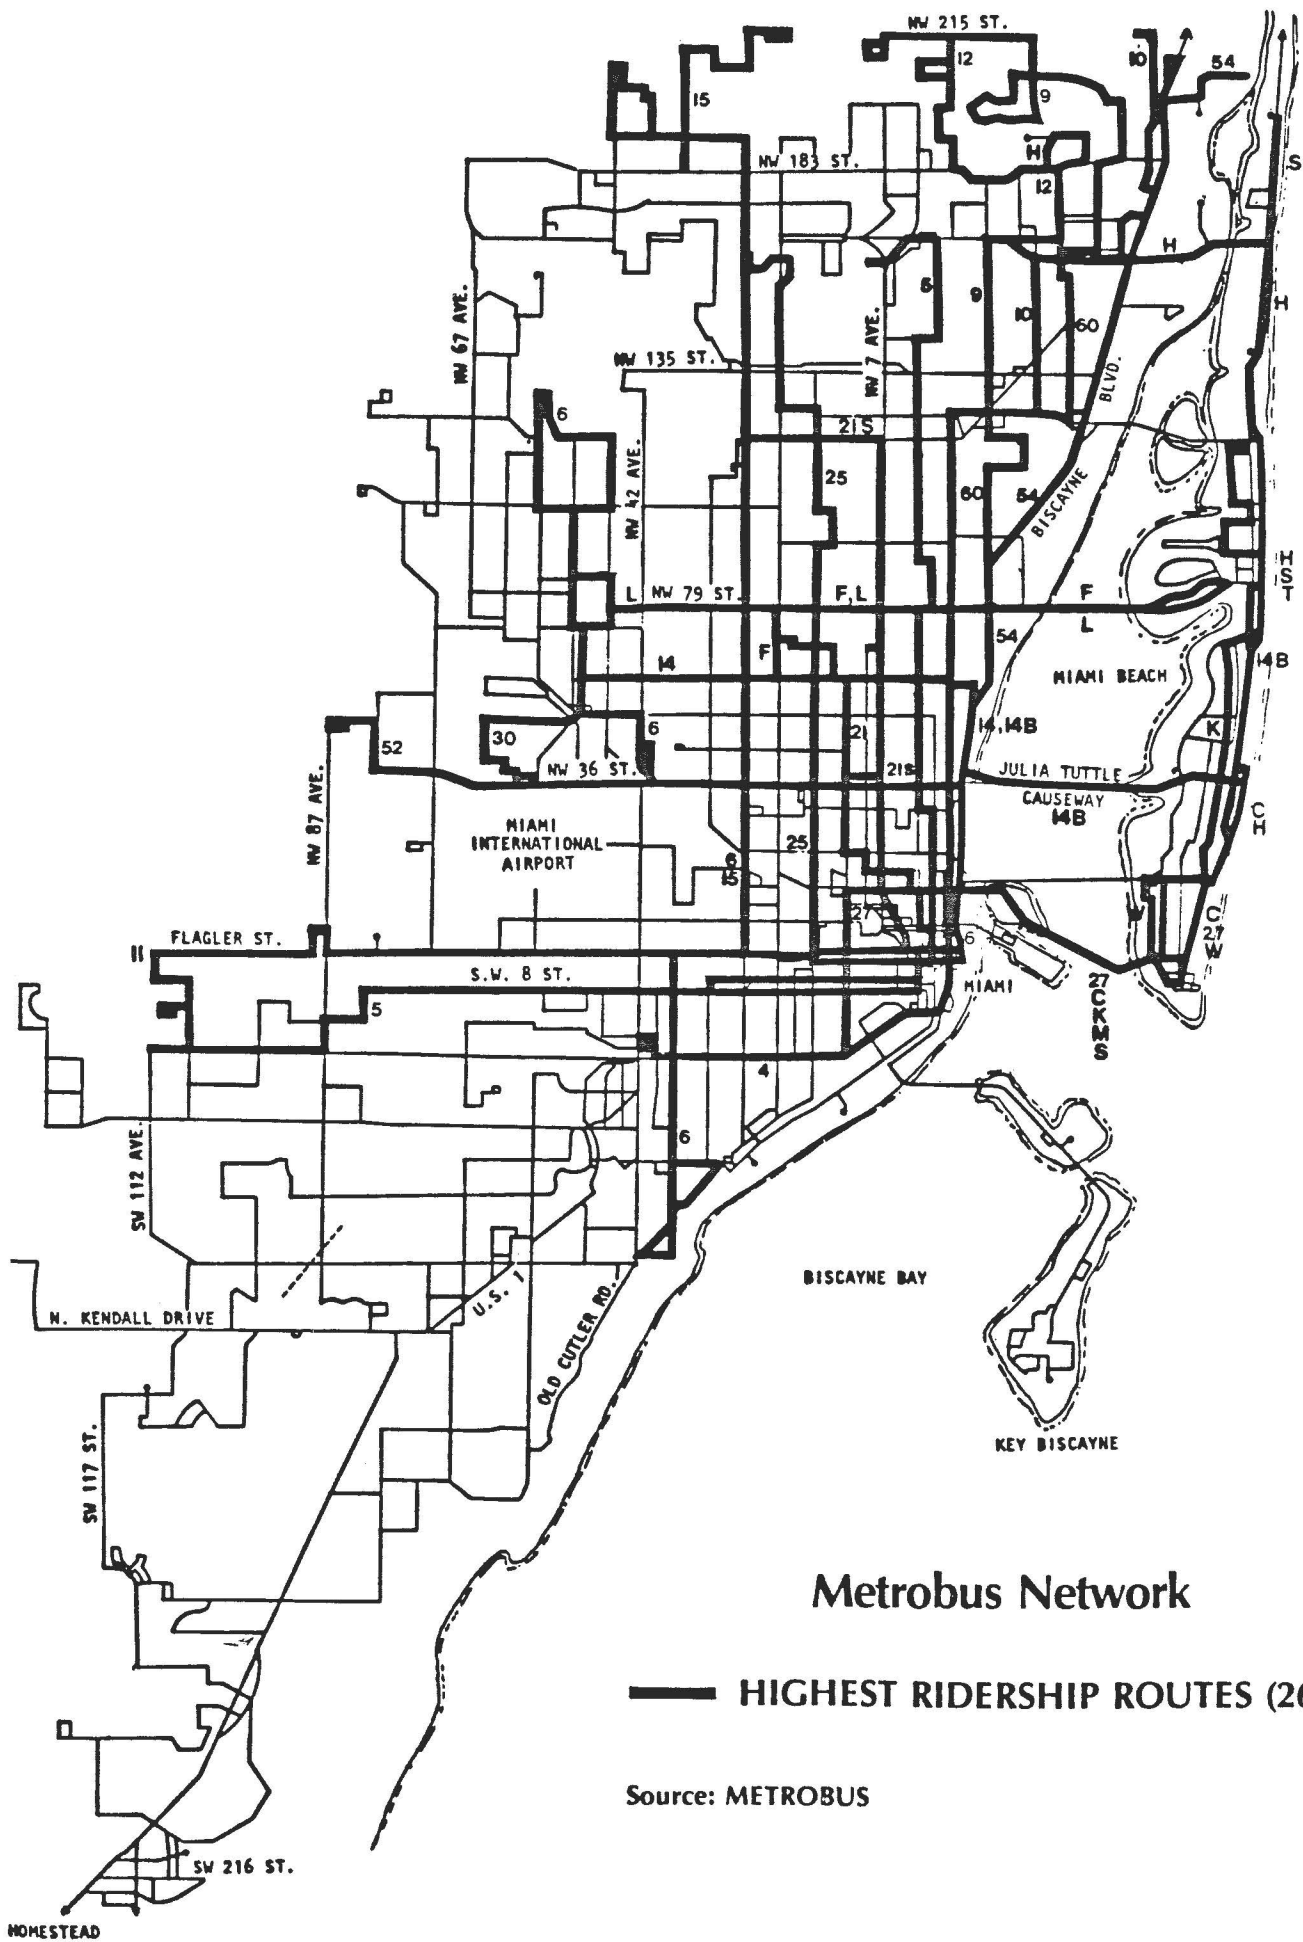 NW 215 ST.
12
10
54
15
9
H
NW 183 ST.
12
S
H
NW 67 AVE.
5
9
10
60
H
NW 7 AVE.
NW 135 ST.
BLVD.
6
21S
NW 42 AVE.
25
60
54
BISCAYNE
H
S
T
L
NW 79 ST.
F,L
F
L
54
14
F
14B
MIAMI BEACH
52
30
6
21
14,14B
K
NW 36 ST.
21S
JULIA TUTTLE
CAUSEWAY
14B
NW 87 AVE.
MIAMI
INTERNATIONAL
AIRPORT
25
C
H
27
W
C
27
W
11
FLAGLER ST.
6
S.W. 8 ST.
MIAMI
5
27
C
K
M
S
4
SW 112 AVE.
6
BISCAYNE BAY
U.S. 1
N. KENDALL DRIVE
OLD CUTLER RD.
KEY BISCAYNE
SW 117 ST.
Metrobus Network
HIGHEST RIDERSHIP ROUTES (20
Source: METROBUS
SW 216 ST.
HOMESTEAD